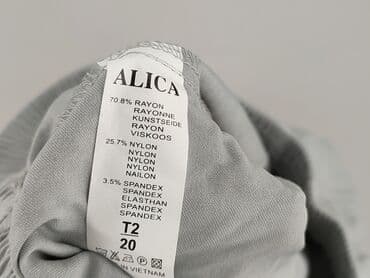 ALICA
70.8% RAYON
RAYONNE
KUNSTSEIDE
RAYON
VISKOOS
25.7% NYLON
NYLON
NYLON
NYLON
NAILON
3.5% SPANDEX
SPANDEX
ELASTHAN
SPANDEX
SPANDEX
T2
20
IN VIETNAM